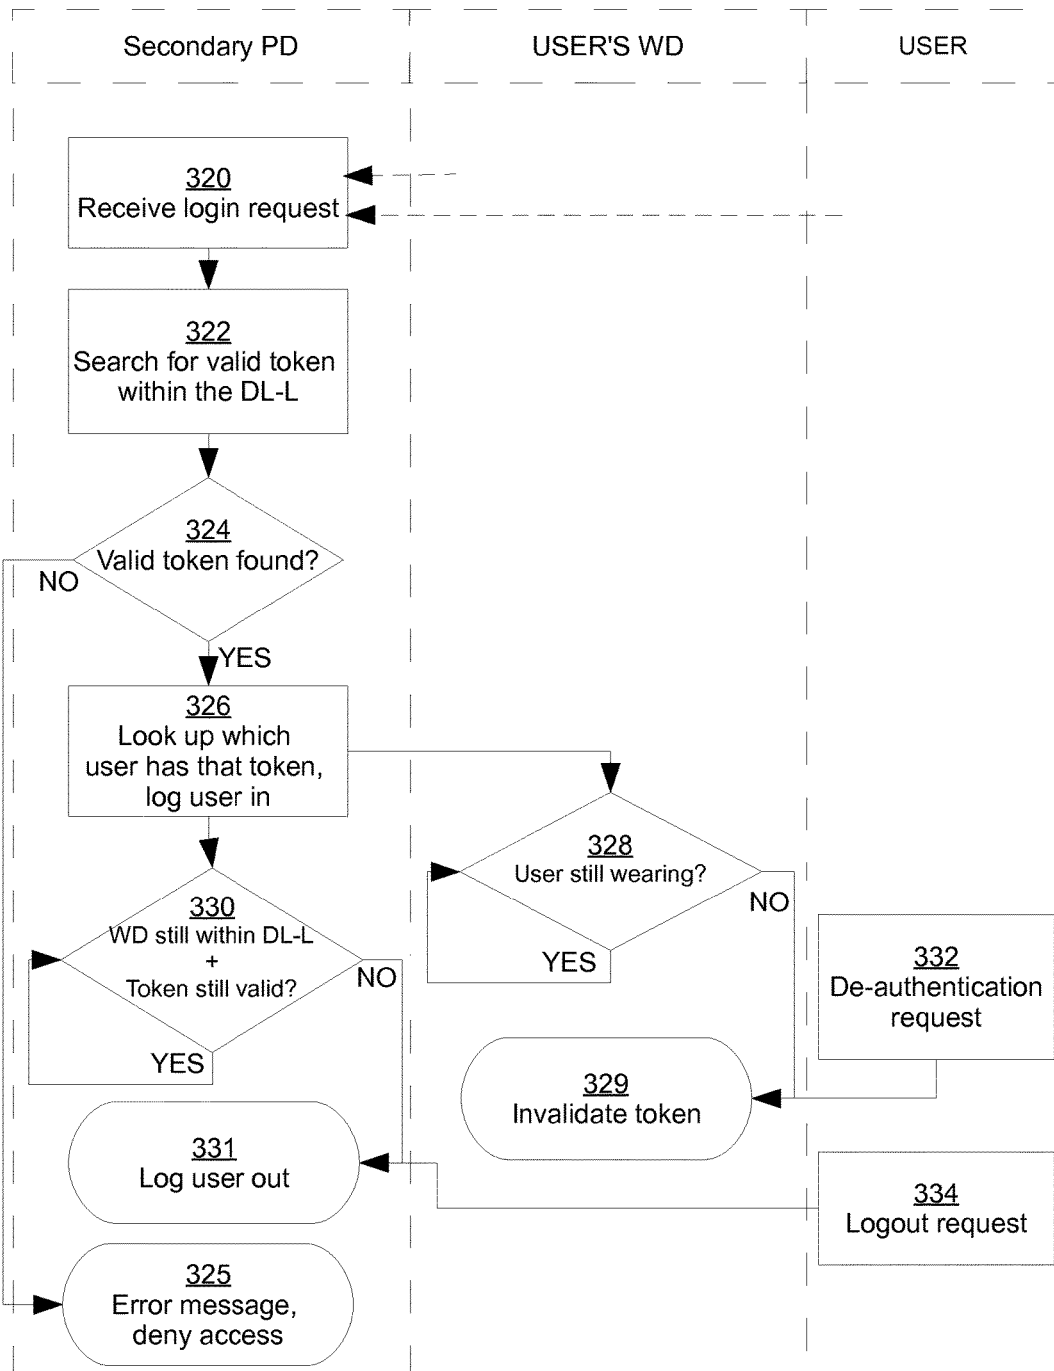 Secondary PD
USER'S WD
USER
320
Receive login request
322
Search for valid token
within the DL-L
324
Valid token found?
NO
YES
326
Look up which
user has that token,
log user in
328
User still wearing?
NO
YES
330
WD still within DL-L
+
Token still valid?
NO
YES
332
De-authentication
request
329
Invalidate token
331
Log user out
334
Logout request
325
Error message,
deny access